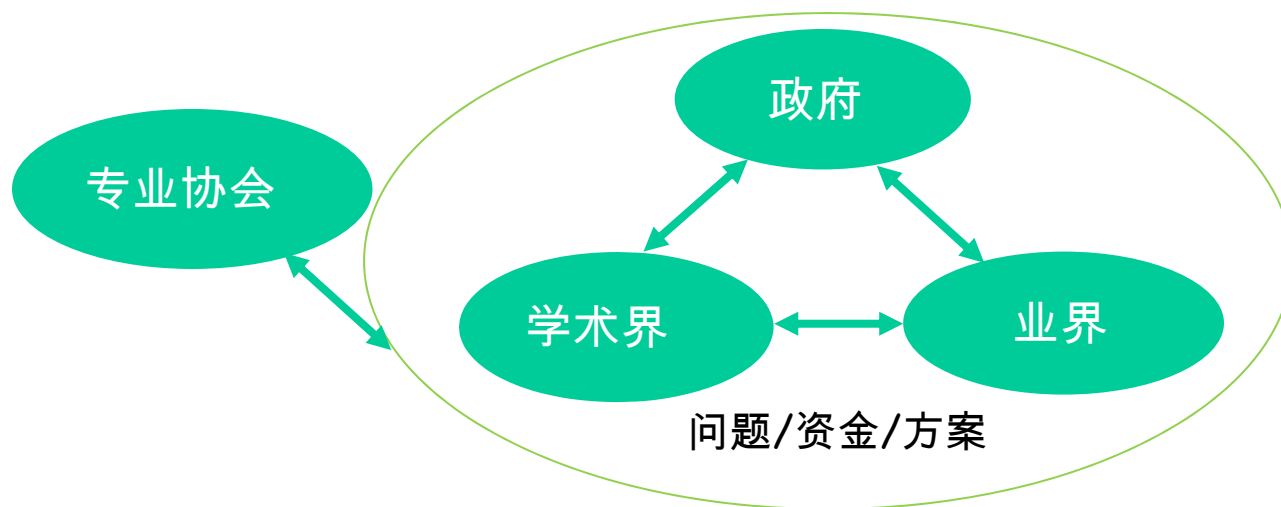 政府
专业协会
学术界
业界
问题/资金/方案